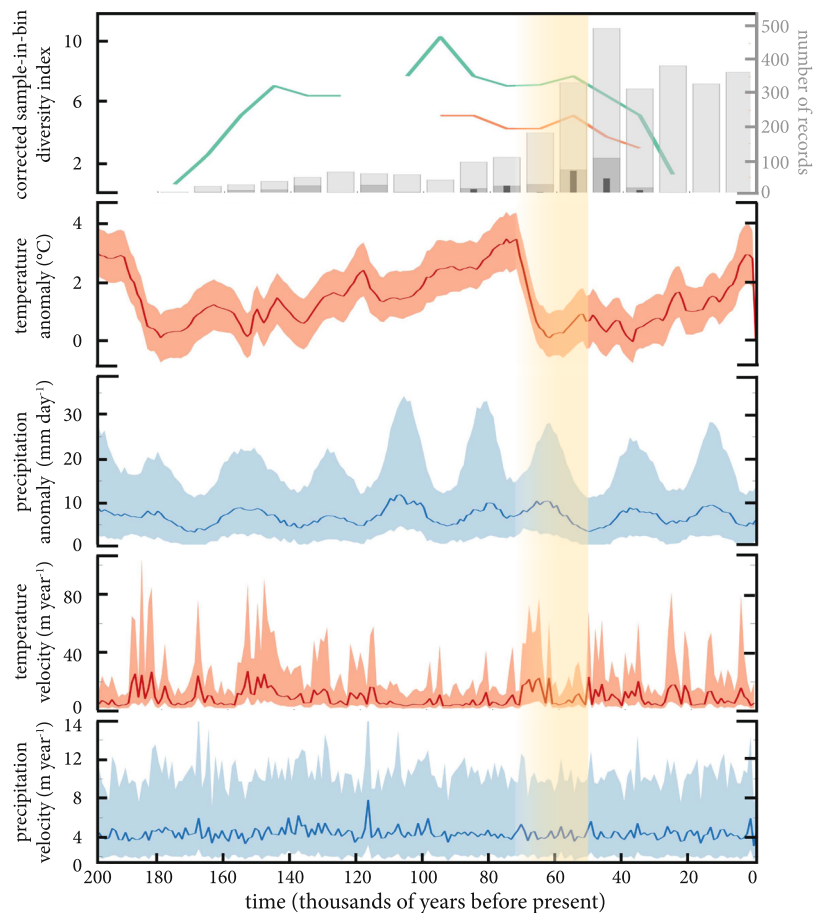 corrected sample-in-bin
diversity index
10
6
2
500
400
300
200
100
0
number of records
temperature
anomaly (°C)
4
2
0
precipitation
anomaly (mm day⁻¹)
30
20
10
0
temperature
velocity (m year⁻¹)
80
40
0
precipitation
velocity (m year⁻¹)
14
12
8
4
0
200 180 160 140 120 100 80 60 40 20 0
time (thousands of years before present)